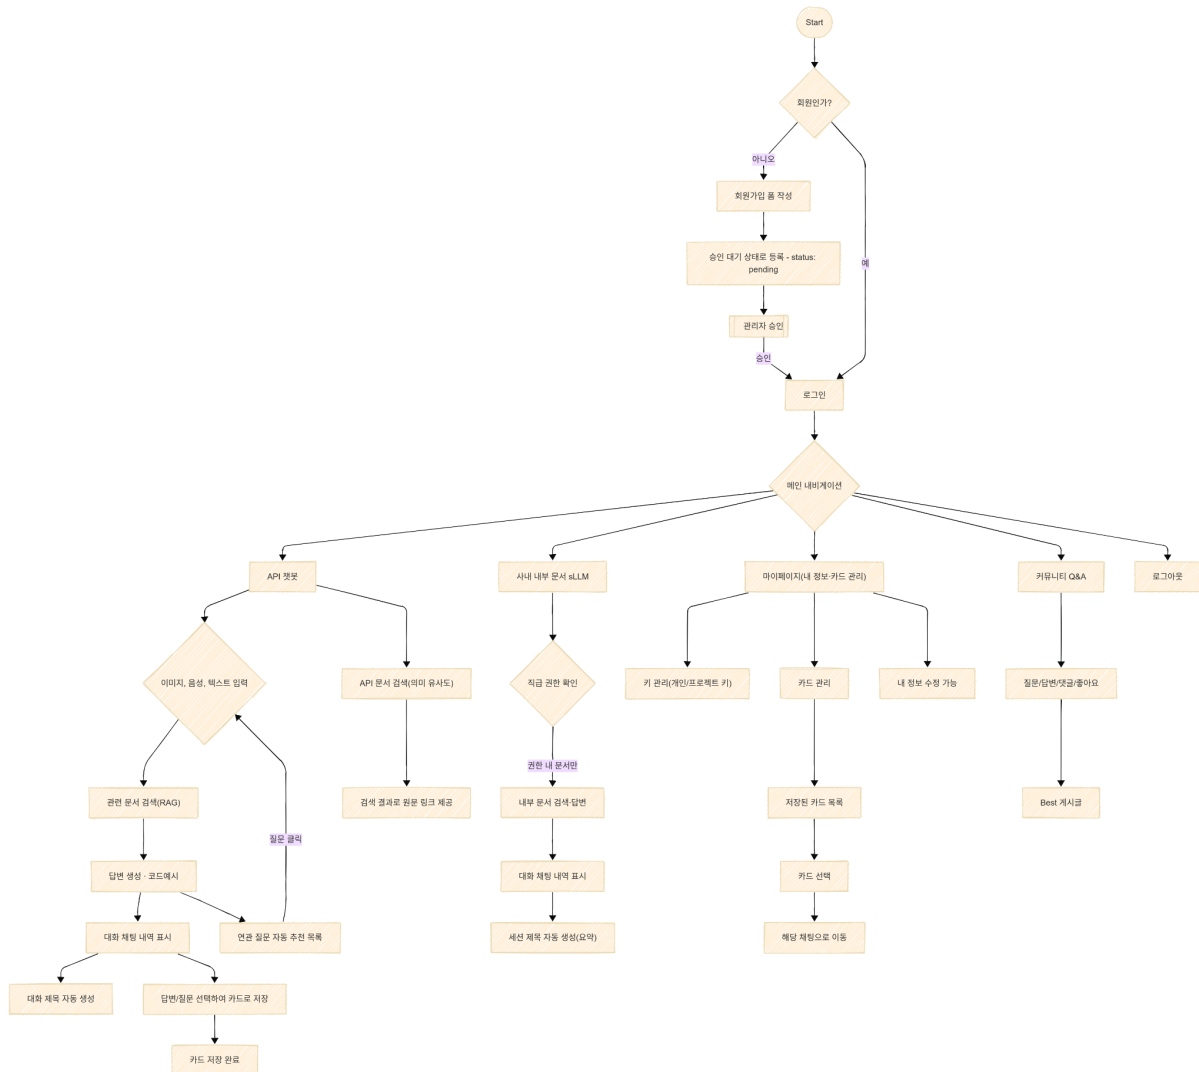 Start
회원인가?
아니오
회원가입 폼 작성
승인 대기 상태로 등록 - status:
pending
예
관리자 승인
승인
로그인
메인 내비게이션
API 챗봇
사내 내부 문서 sLLM
마이페이지(내 정보·카드 관리)
커뮤니티 Q&A
로그아웃
이미지, 음성, 텍스트 입력
API 문서 검색(의미 유사도)
직급 권한 확인
키 관리(개인/프로젝트 키)
카드 관리
내 정보 수정 가능
질문/답변/댓글/좋아요
권한 내 문서만
관련 문서 검색(RAG)
검색 결과로 원문 링크 제공
내부 문서 검색·답변
저장된 카드 목록
Best 게시글
질문 클릭
답변 생성 · 코드예시
대화 채팅 내역 표시
카드 선택
대화 채팅 내역 표시
연관 질문 자동 추천 목록
세션 제목 자동 생성(요약)
해당 채팅으로 이동
대화 제목 자동 생성
답변/질문 선택하여 카드로 저장
카드 저장 완료